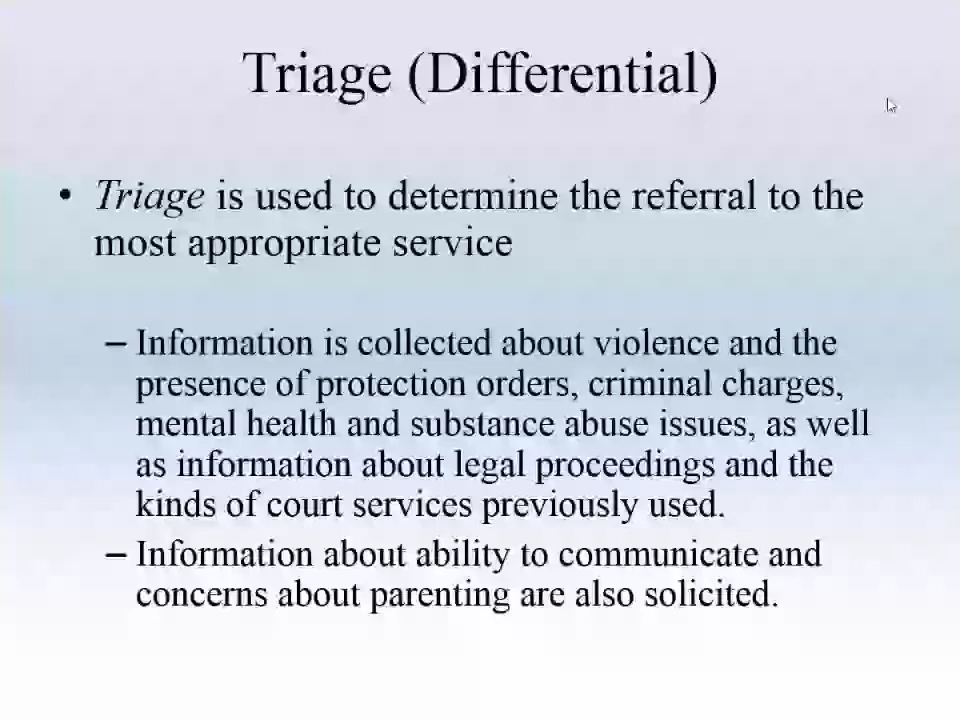 Triage (Differential)
• Triage is used to determine the referral to the
most appropriate service
– Information is collected about violence and the
presence of protection orders, criminal charges,
mental health and substance abuse issues, as well
as information about legal proceedings and the
kinds of court services previously used.
– Information about ability to communicate and
concerns about parenting are also solicited.